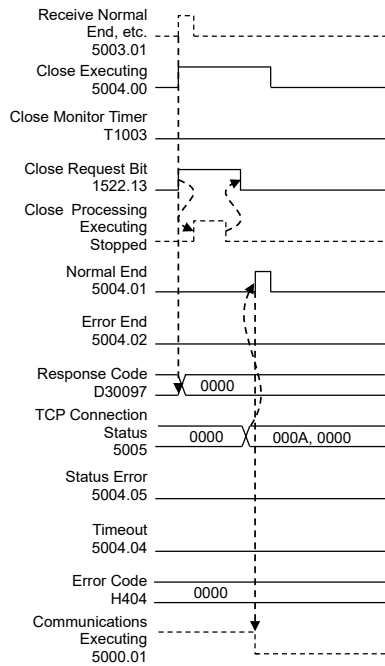 Receive Normal
End, etc.
5003.01
Close Executing
5004.00
Close Monitor Timer
T1003
Close Request Bit
1522.13
Close Processing
Executing
Stopped
Normal End
5004.01
Error End
5004.02
Response Code
D30097
0000
TCP Connection
Status
5005
0000
000A, 0000
Status Error
5004.05
Timeout
5004.04
Error Code
H404
0000
Communications
Executing
5000.01